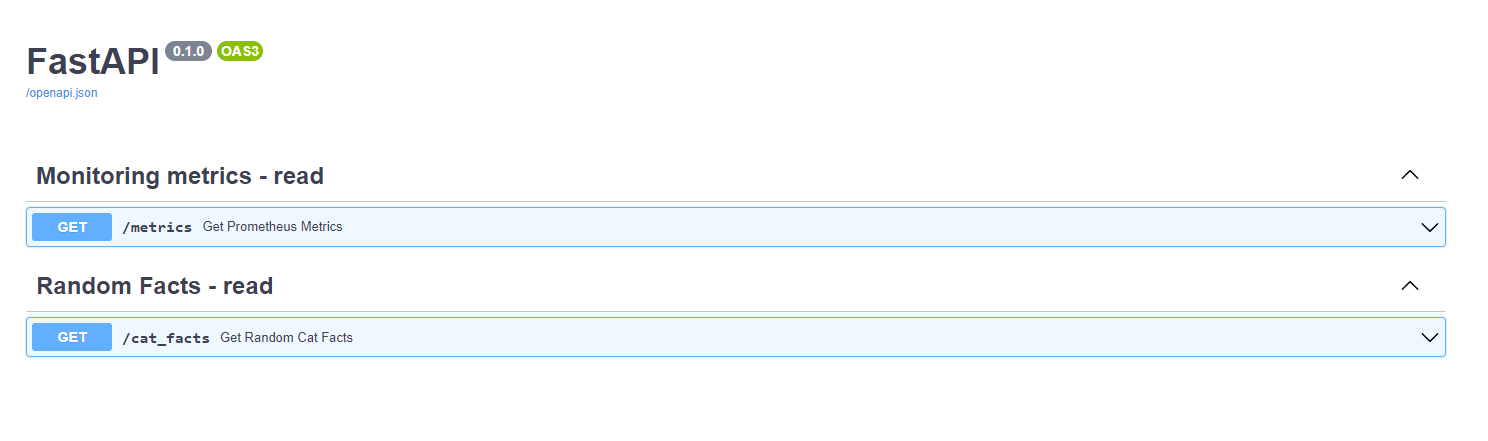 FastAPI 0.1.0 OAS3
/openapi.json
Monitoring metrics - read
GET /metrics Get Prometheus Metrics
Random Facts - read
GET /cat_facts Get Random Cat Facts